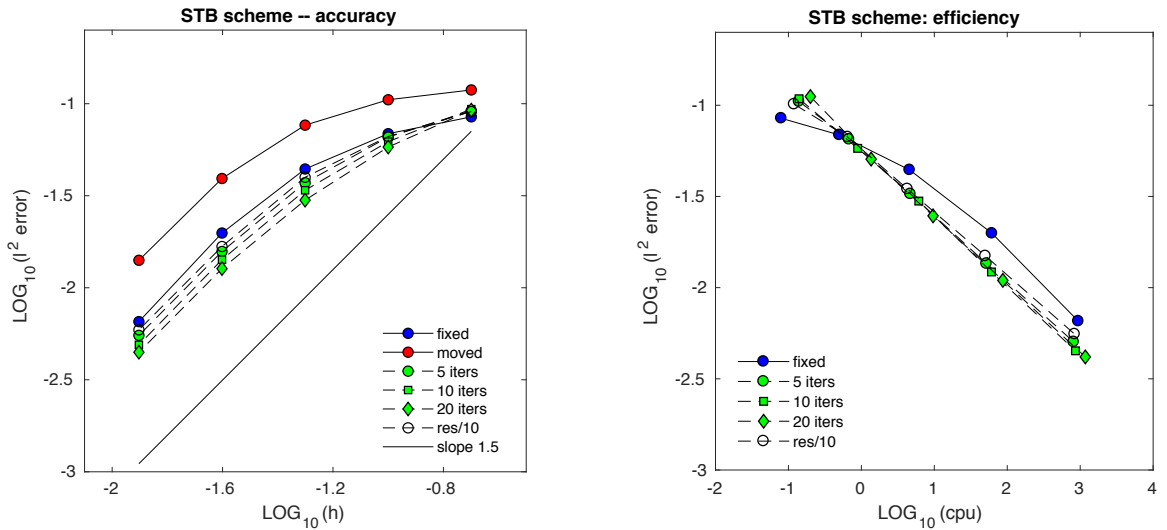 STB scheme -- accuracy
LOG10 (l2 error)
-1
-1.5
-2
-2.5
-3
-2
-1.6
-1.2
-0.8
LOG10 (h)
fixed
moved
5 iters
10 iters
20 iters
res/10
slope 1.5
STB scheme: efficiency
LOG10 (l2 error)
-1
-1.5
-2
-2.5
-3
-2
-1
0
1
2
3
4
LOG10 (cpu)
fixed
5 iters
10 iters
20 iters
res/10